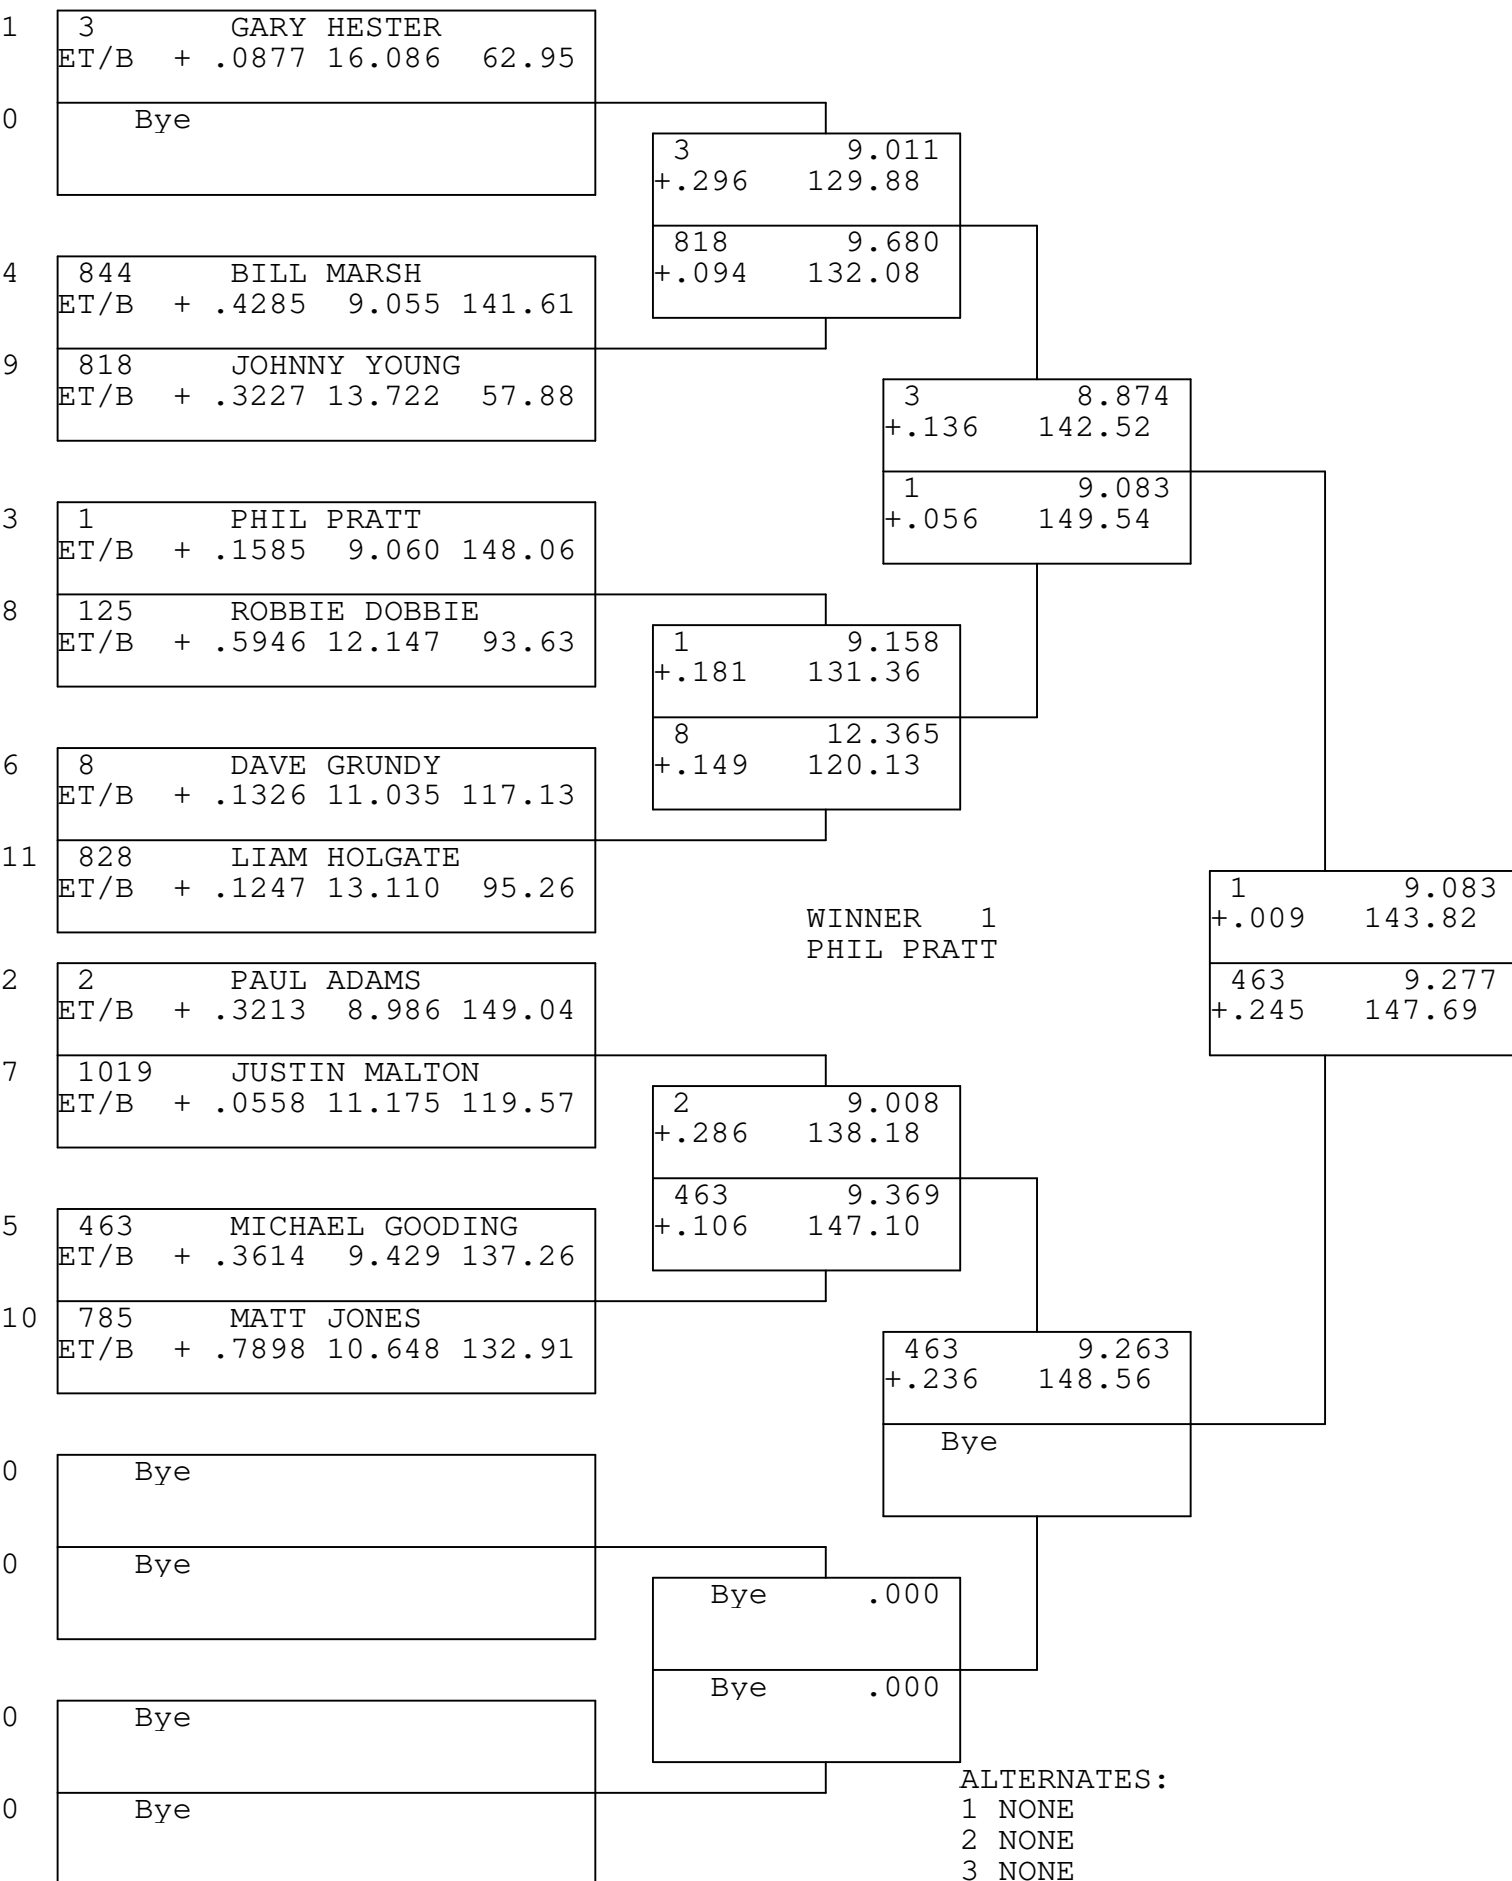 1 3 GARY HESTER
ET/B + .0877 16.086 62.95
0 Bye
3 9.011
+.296 129.88
818 9.680
+.094 132.08
4 844 BILL MARSH
ET/B + .4285 9.055 141.61
9 818 JOHNNY YOUNG
ET/B + .3227 13.722 57.88
3 8.874
+.136 142.52
1 9.083
+.056 149.54
3 1 PHIL PRATT
ET/B + .1585 9.060 148.06
8 125 ROBBIE DOBBIE
ET/B + .5946 12.147 93.63
1 9.158
+.181 131.36
8 12.365
+.149 120.13
6 8 DAVE GRUNDY
ET/B + .1326 11.035 117.13
11 828 LIAM HOLGATE
ET/B + .1247 13.110 95.26
WINNER 1
PHIL PRATT
1 9.083
+.009 143.82
463 9.277
+.245 147.69
2 2 PAUL ADAMS
ET/B + .3213 8.986 149.04
7 1019 JUSTIN MALTON
ET/B + .0558 11.175 119.57
2 9.008
+.286 138.18
463 9.369
+.106 147.10
5 463 MICHAEL GOODING
ET/B + .3614 9.429 137.26
10 785 MATT JONES
ET/B + .7898 10.648 132.91
463 9.263
+.236 148.56
Bye
0 Bye
0 Bye
Bye .000
Bye .000
0 Bye
0 Bye
ALTERNATES:
1 NONE
2 NONE
3 NONE